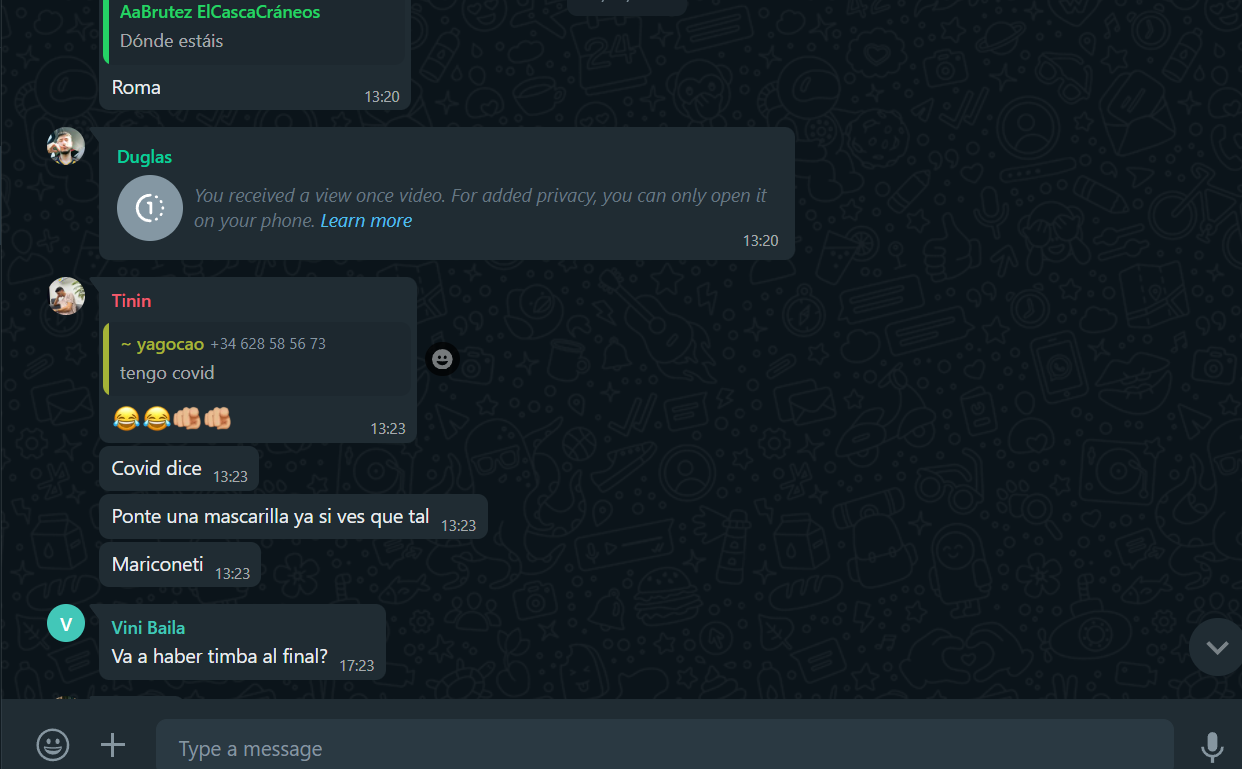 AaBrutez ElCascaCráneos
Dónde estáis
Roma
13:20
Duglas
You received a view once video. For added privacy, you can only open it
on your phone. Learn more
13:20
Tinin
~ yagocao +34 628 58 56 73
tengo covid
😂😂🫵🏼🫵🏼
13:23
Covid dice 13:23
Ponte una mascarilla ya si ves que tal 13:23
Mariconeti 13:23
V
Vini Baila
Va a haber timba al final? 17:23
Type a message